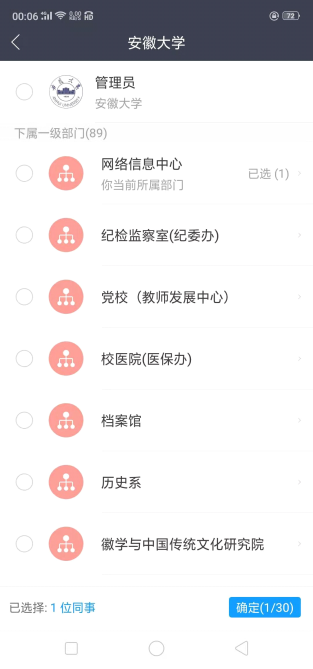 00:06
72
安徽大学
管理员
安徽大学
下属一级部门(89)
网络信息中心
你当前所属部门
已选 (1)
纪检监察室(纪委办)
党校（教师发展中心）
校医院(医保办)
档案馆
历史系
徽学与中国传统文化研究院
已选择: 1 位同事
确定(1/30)